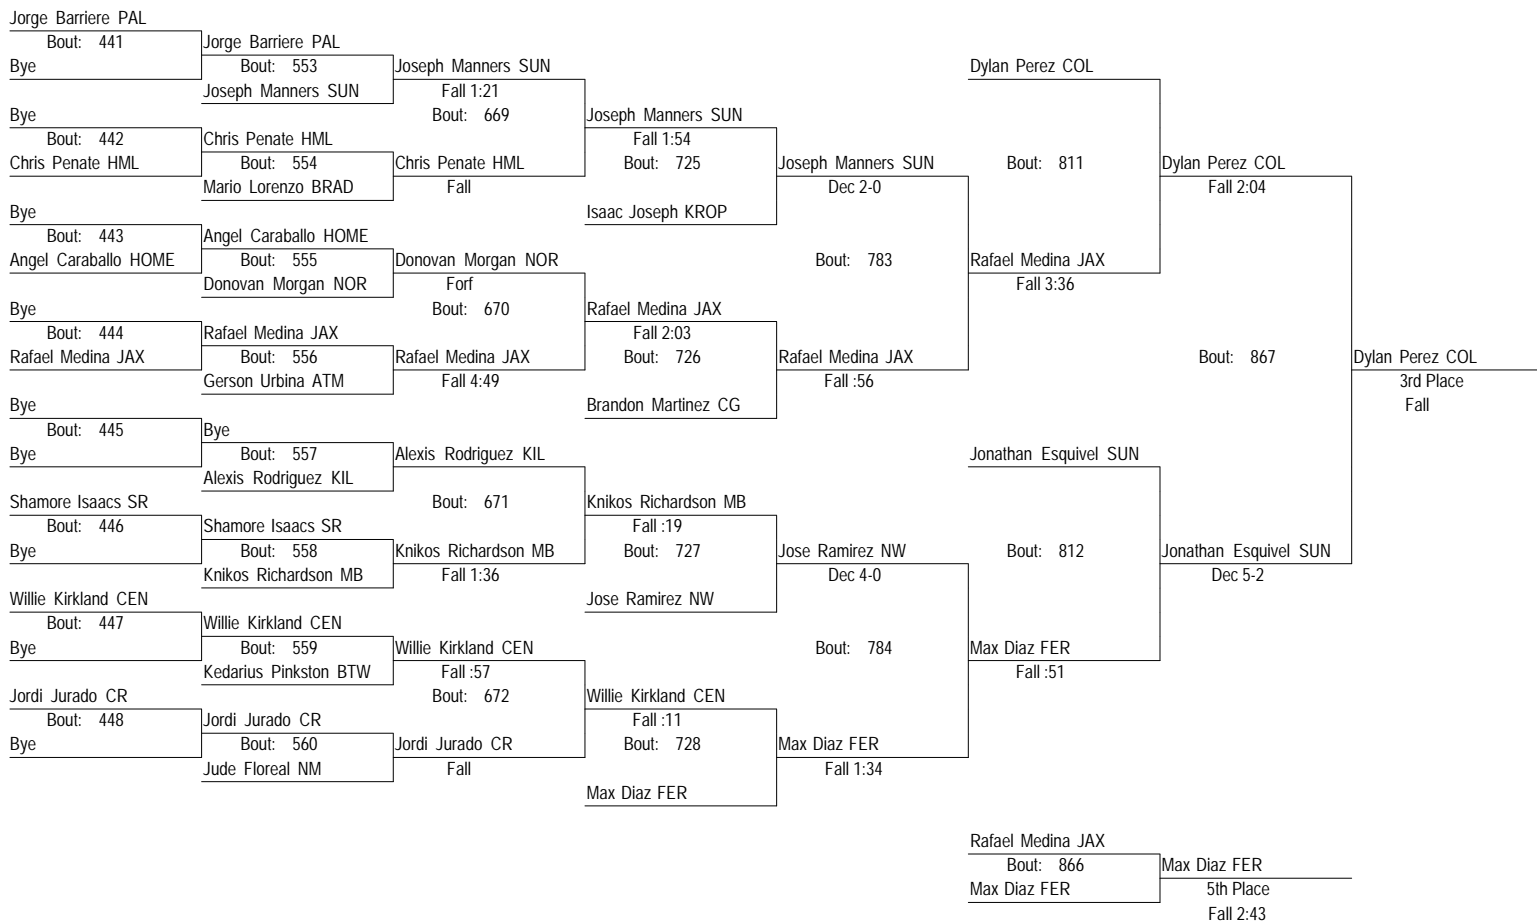 Jorge Barriere PAL
Bout: 441
Bye
Bye
Bout: 442
Chris Penate HML
Bye
Bout: 443
Angel Caraballo HOME
Bye
Bout: 444
Rafael Medina JAX
Bye
Bout: 445
Bye
Shamore Isaacs SR
Bout: 446
Bye
Willie Kirkland CEN
Bout: 447
Bye
Jordi Jurado CR
Bout: 448
Bye
Jorge Barriere PAL
Bout: 553
Joseph Manners SUN
Chris Penate HML
Bout: 554
Mario Lorenzo BRAD
Angel Caraballo HOME
Bout: 555
Donovan Morgan NOR
Rafael Medina JAX
Bout: 556
Gerson Urbina ATM
Bye
Bout: 557
Alexis Rodriguez KIL
Shamore Isaacs SR
Bout: 558
Knikos Richardson MB
Willie Kirkland CEN
Bout: 559
Kedarius Pinkston BTW
Jordi Jurado CR
Bout: 560
Jude Floreal NM
Joseph Manners SUN
Fall 1:21
Bout: 669
Chris Penate HML
Fall
Donovan Morgan NOR
Forf
Bout: 670
Rafael Medina JAX
Fall 4:49
Alexis Rodriguez KIL
Bout: 671
Knikos Richardson MB
Fall 1:36
Willie Kirkland CEN
Fall :57
Bout: 672
Jordi Jurado CR
Fall
Joseph Manners SUN
Fall 1:54
Bout: 725
Isaac Joseph KROP
Rafael Medina JAX
Fall 2:03
Bout: 726
Brandon Martinez CG
Knikos Richardson MB
Fall :19
Bout: 727
Jose Ramirez NW
Willie Kirkland CEN
Fall :11
Bout: 728
Max Diaz FER
Joseph Manners SUN
Dec 2-0
Bout: 783
Rafael Medina JAX
Fall :56
Jose Ramirez NW
Dec 4-0
Bout: 784
Max Diaz FER
Fall 1:34
Dylan Perez COL
Bout: 811
Rafael Medina JAX
Fall 3:36
Jonathan Esquivel SUN
Bout: 812
Max Diaz FER
Fall :51
Dylan Perez COL
Fall 2:04
Bout: 867
Jonathan Esquivel SUN
Dec 5-2
Dylan Perez COL
3rd Place
Fall
Rafael Medina JAX
Bout: 866
Max Diaz FER
Max Diaz FER
5th Place
Fall 2:43